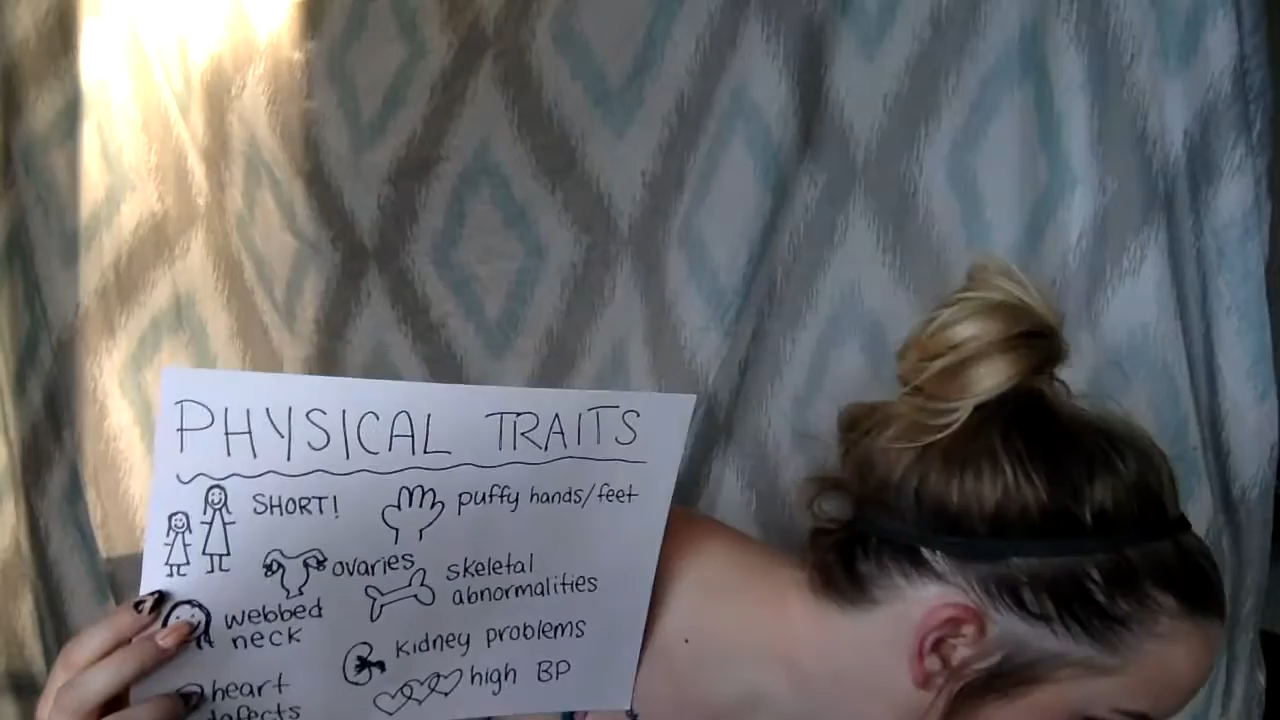 PHYSICAL TRAITS
SHORT!
puffy hands/feet
ovaries
skeletal
abnormalities
webbed
neck
kidney problems
heart
defects
high BP